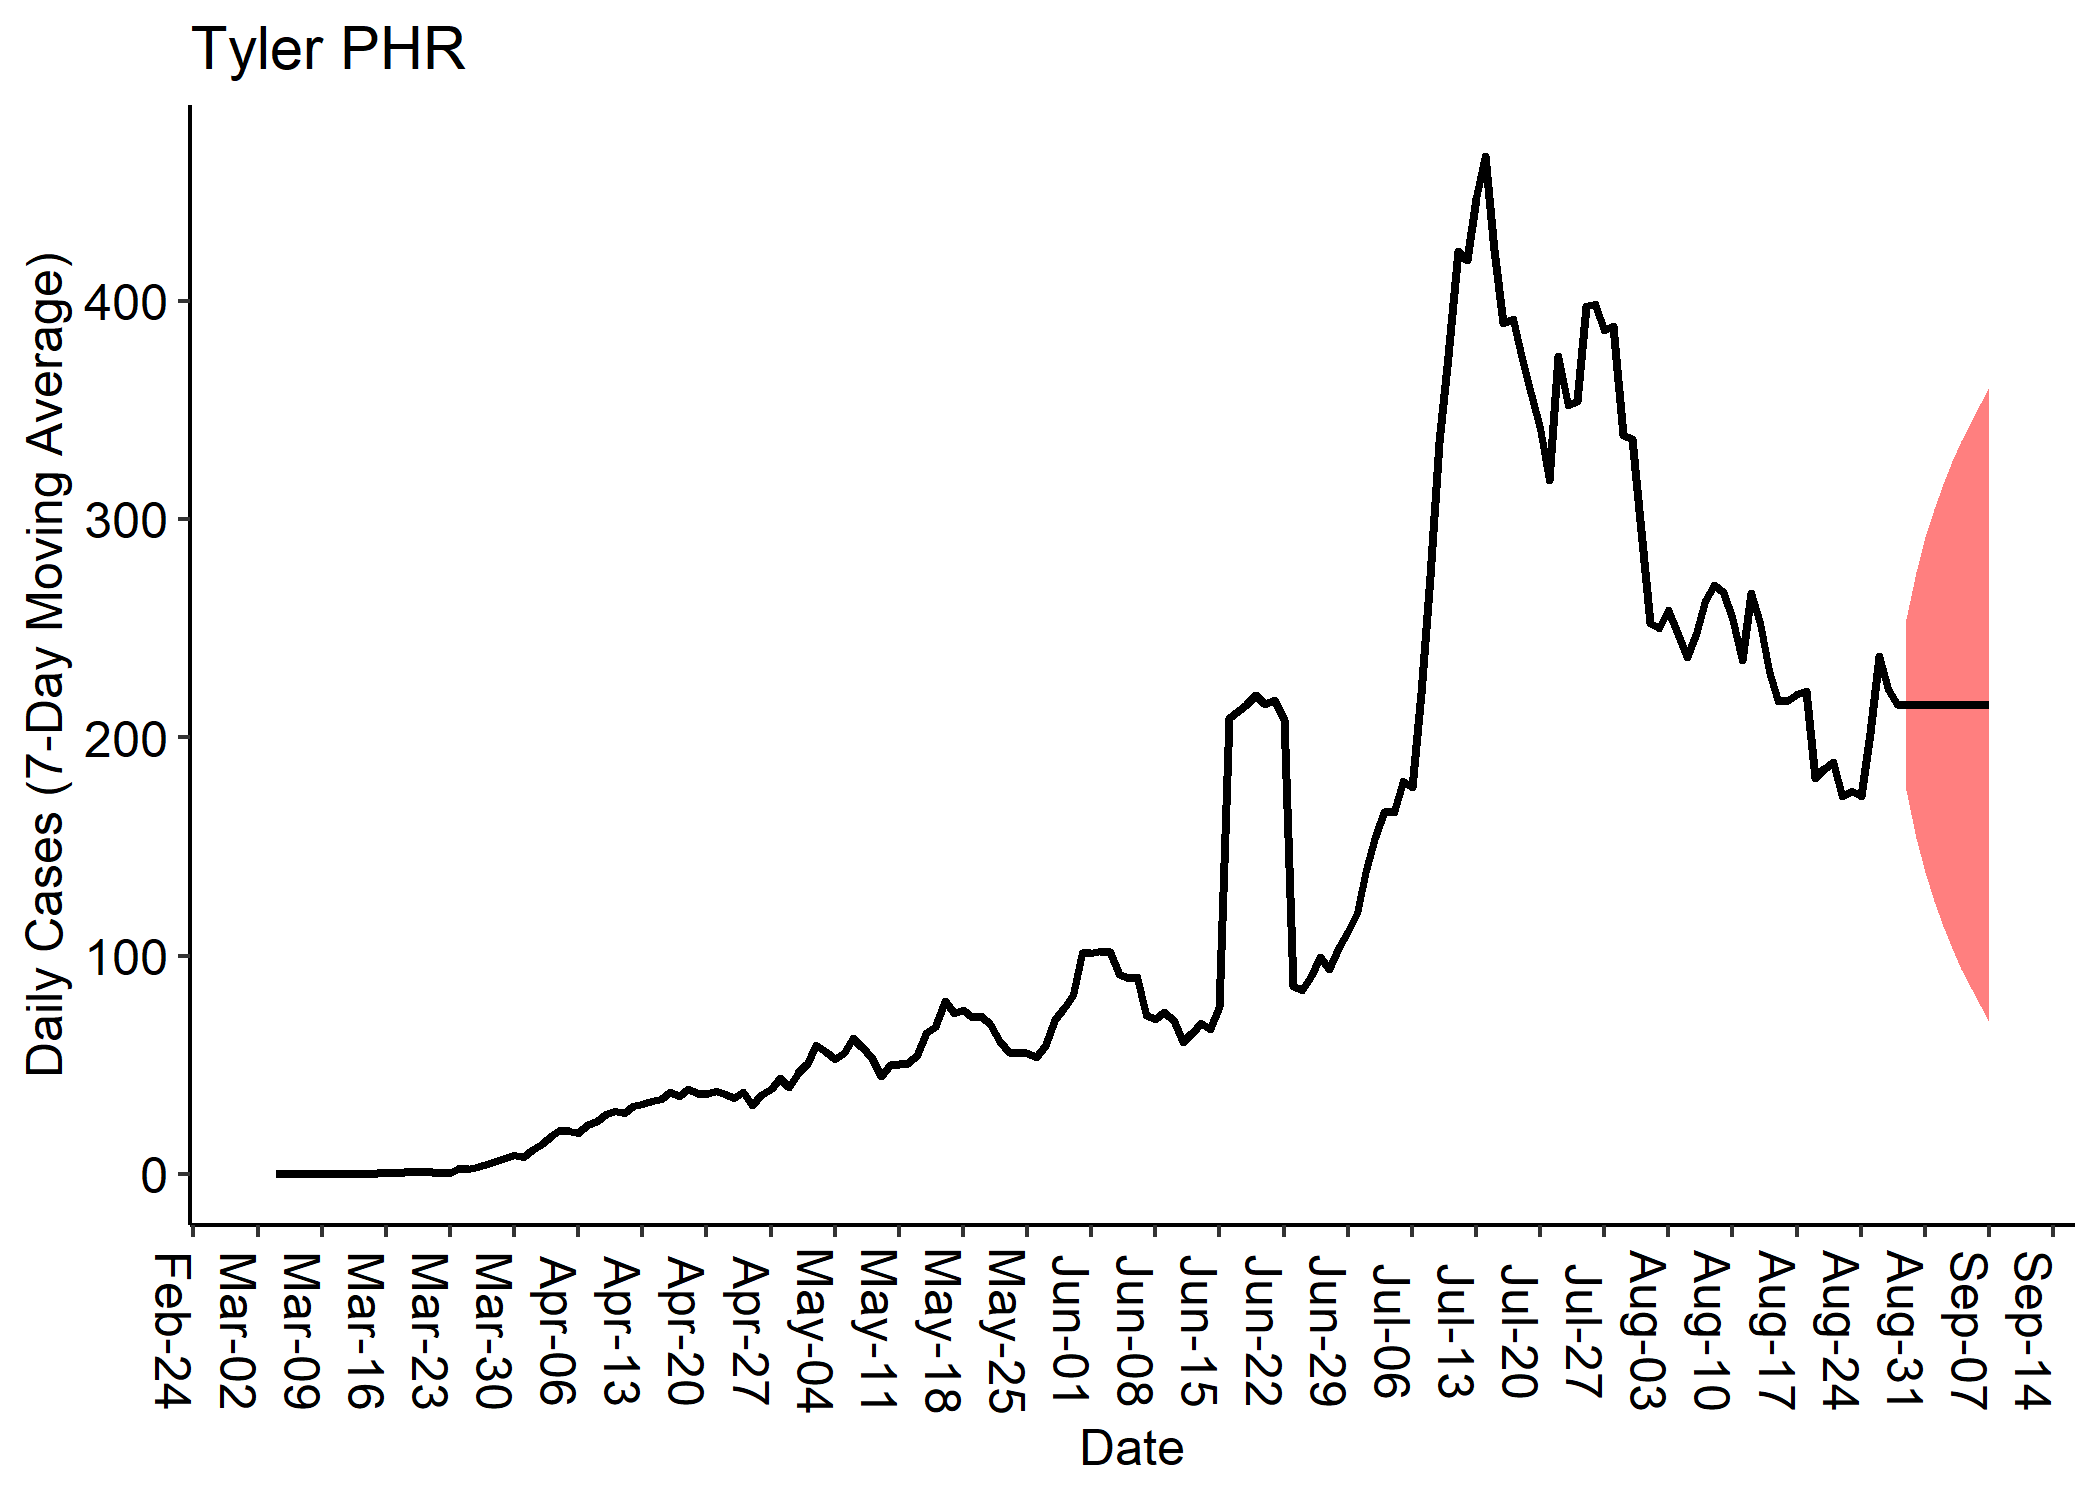 Tyler PHR
Daily Cases (7-Day Moving Average)
400
300
200
100
0
Feb-24
Mar-02
Mar-09
Mar-16
Mar-23
Mar-30
Apr-06
Apr-13
Apr-20
Apr-27
May-04
May-11
May-18
May-25
Jun-01
Jun-08
Jun-15
Jun-22
Jun-29
Jul-06
Jul-13
Jul-20
Jul-27
Aug-03
Aug-10
Aug-17
Aug-24
Aug-31
Sep-07
Sep-14
Date